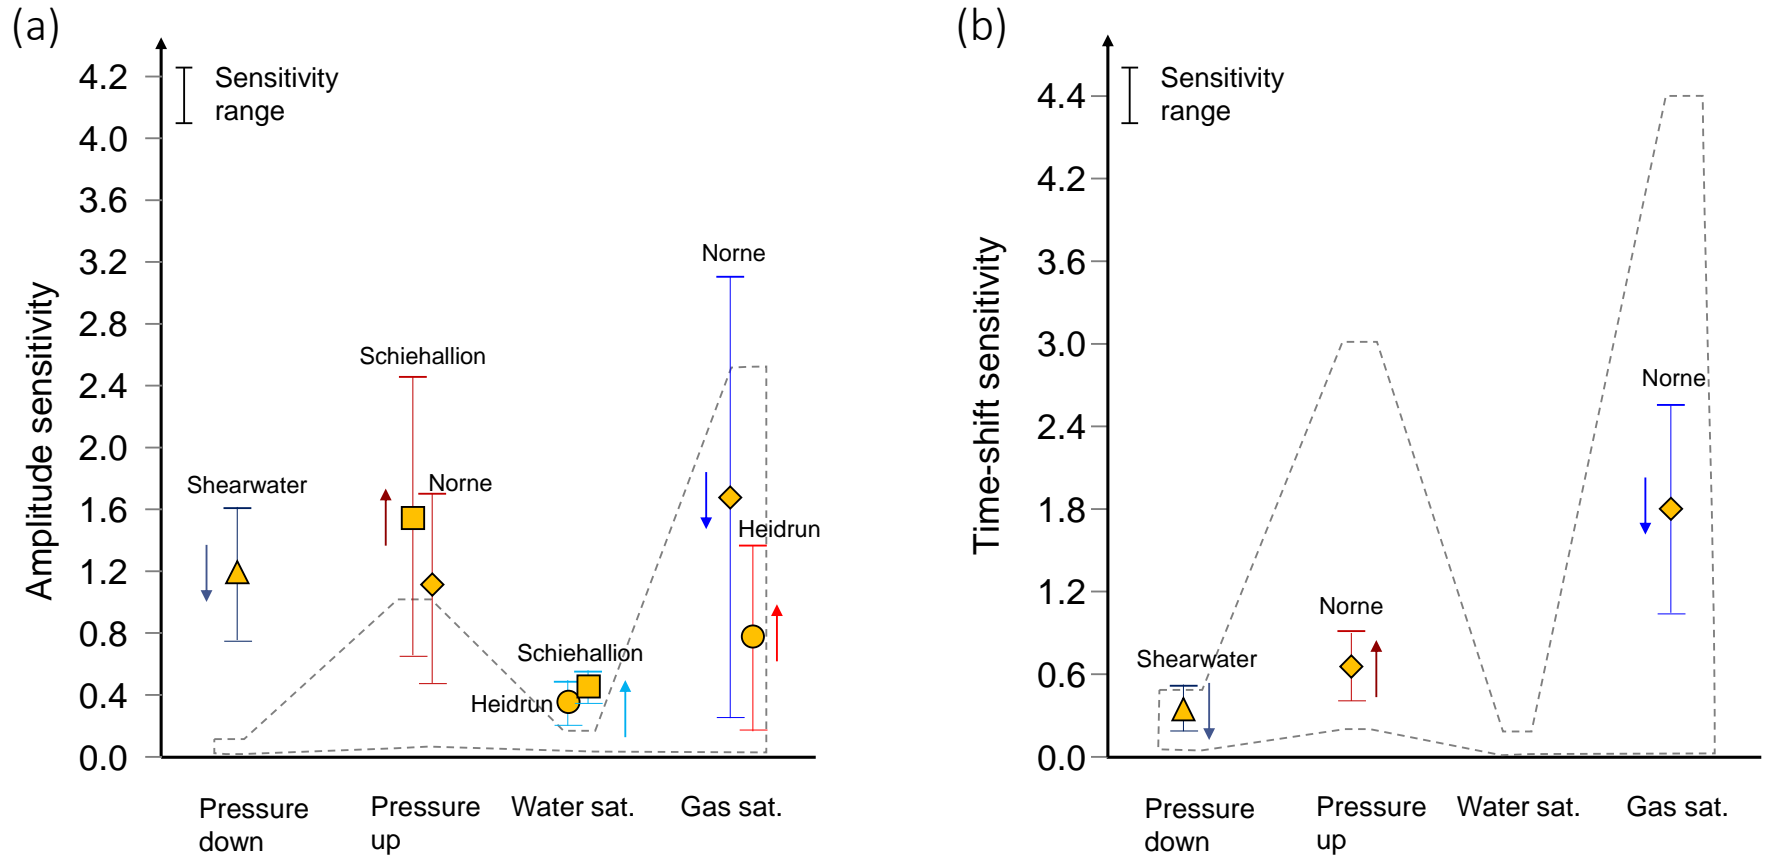 (a)
Sensitivity
range
4.2
4.0
3.6
3.2
2.8
2.4
2.0
1.6
1.2
0.8
0.4
0.0
Amplitude sensitivity
Shearwater
Schiehallion
Norne
Schiehallion
Heidrun
Norne
Heidrun
Pressure
down
Pressure
up
Water sat.
Gas sat.
(b)
Sensitivity
range
4.4
4.2
3.6
3.0
2.4
1.8
1.2
0.6
0.0
Time-shift sensitivity
Shearwater
Norne
Norne
Pressure
down
Pressure
up
Water sat.
Gas sat.